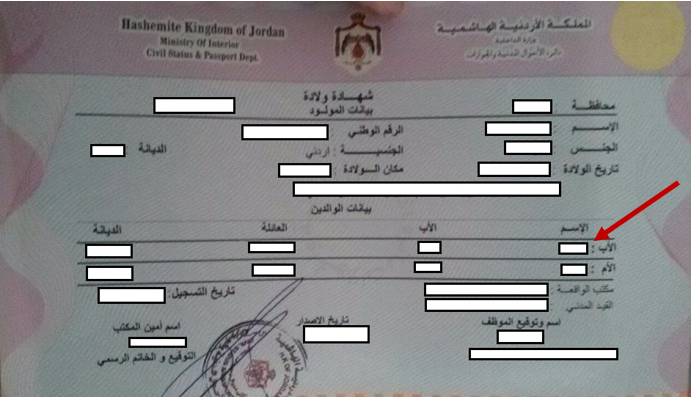 المملكة الأردنية الهاشمية
وزارة الداخلية
دائرة الأحوال المدنية والجوازات
Hashemite Kingdom of Jordan
Ministry Of Interior
Civil Status & Passport Dept.
شهادة ولادة
محافظة :
بيانات المولود
الإسم : الرقم الوطني :
الجنس : الجنسية : اردني الديانة
تاريخ الولادة : مكان الولادة :
بيانات الوالدين
الإسم الأب العائلة الديانة
الأب :
الأم :
مكتب الواقعة : تاريخ التسجيل :
القيد المدني :
اسم وتوقيع الموظف تاريخ الاصدار اسم أمين المكتب
التوقيع و الخاتم الرسمي